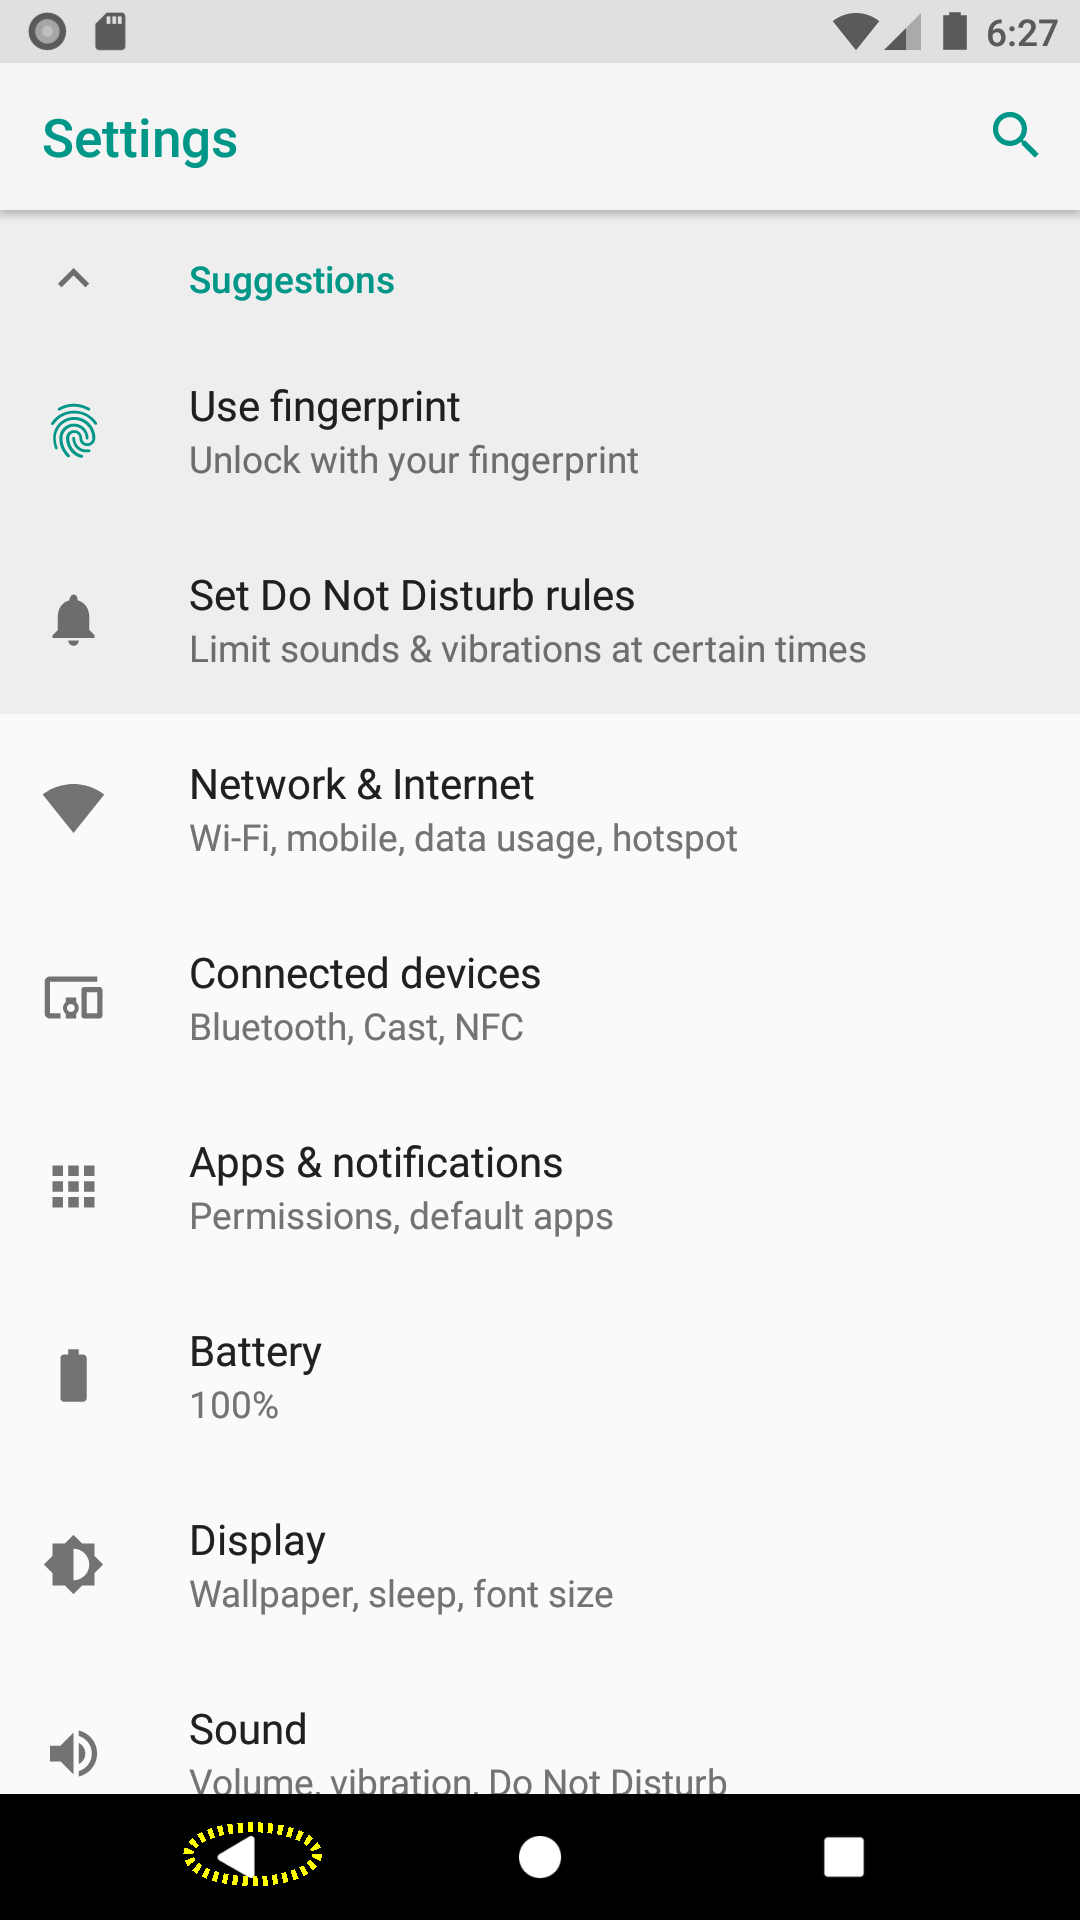 6:27
Settings
Suggestions
Use fingerprint
Unlock with your fingerprint
Set Do Not Disturb rules
Limit sounds & vibrations at certain times
Network & Internet
Wi-Fi, mobile, data usage, hotspot
Connected devices
Bluetooth, Cast, NFC
Apps & notifications
Permissions, default apps
Battery
100%
Display
Wallpaper, sleep, font size
Sound
Volume, vibration, Do Not Disturb